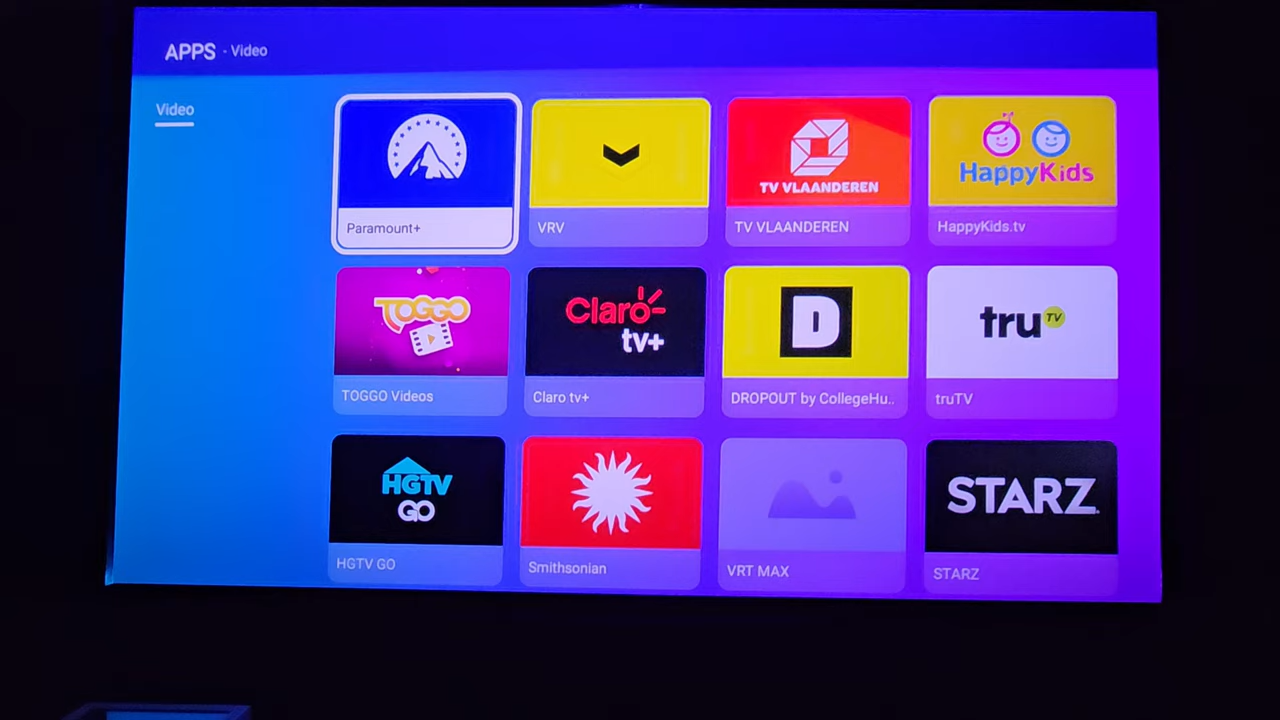 APPS - Video
Video
Paramount+
VRV
TV VLAANDEREN
TV VLAANDEREN
HappyKids
HappyKids.tv
TOGGO
TOGGO Videos
Claro
tv+
Claro tv+
D
DROPOUT by CollegeHu..
tru TV
truTV
HGTV
GO
HGTV GO
Smithsonian
VRT MAX
STARZ
STARZ